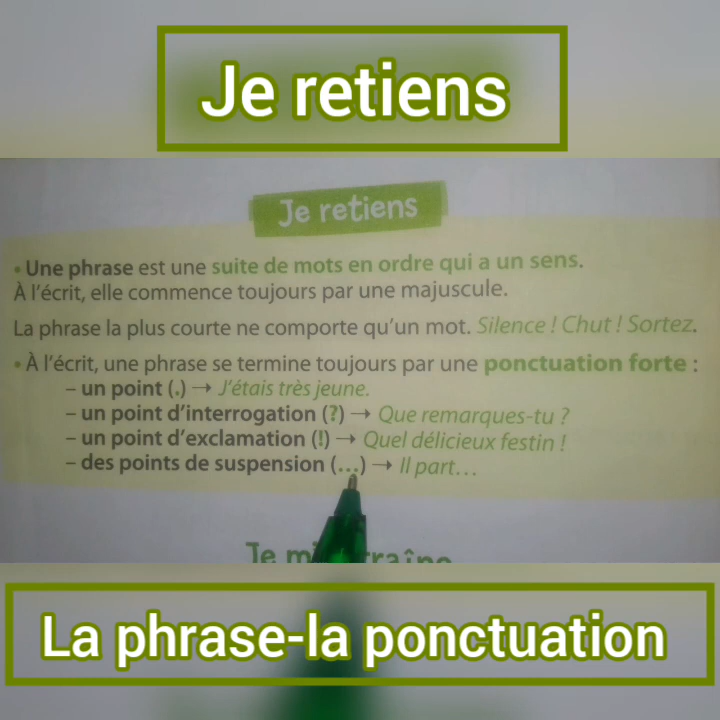 Je retiens
Je retiens
• Une phrase est une suite de mots en ordre qui a un sens.
À l'écrit, elle commence toujours par une majuscule.
La phrase la plus courte ne comporte qu'un mot. Silence ! Chut ! Sortez.
• À l'écrit, une phrase se termine toujours par une ponctuation forte :
– un point (.) → J'étais très jeune.
– un point d'interrogation (?) → Que remarques-tu ?
– un point d'exclamation (!) → Quel délicieux festin !
– des points de suspension (...) → Il part...
Je m
La phrase-la ponctuation